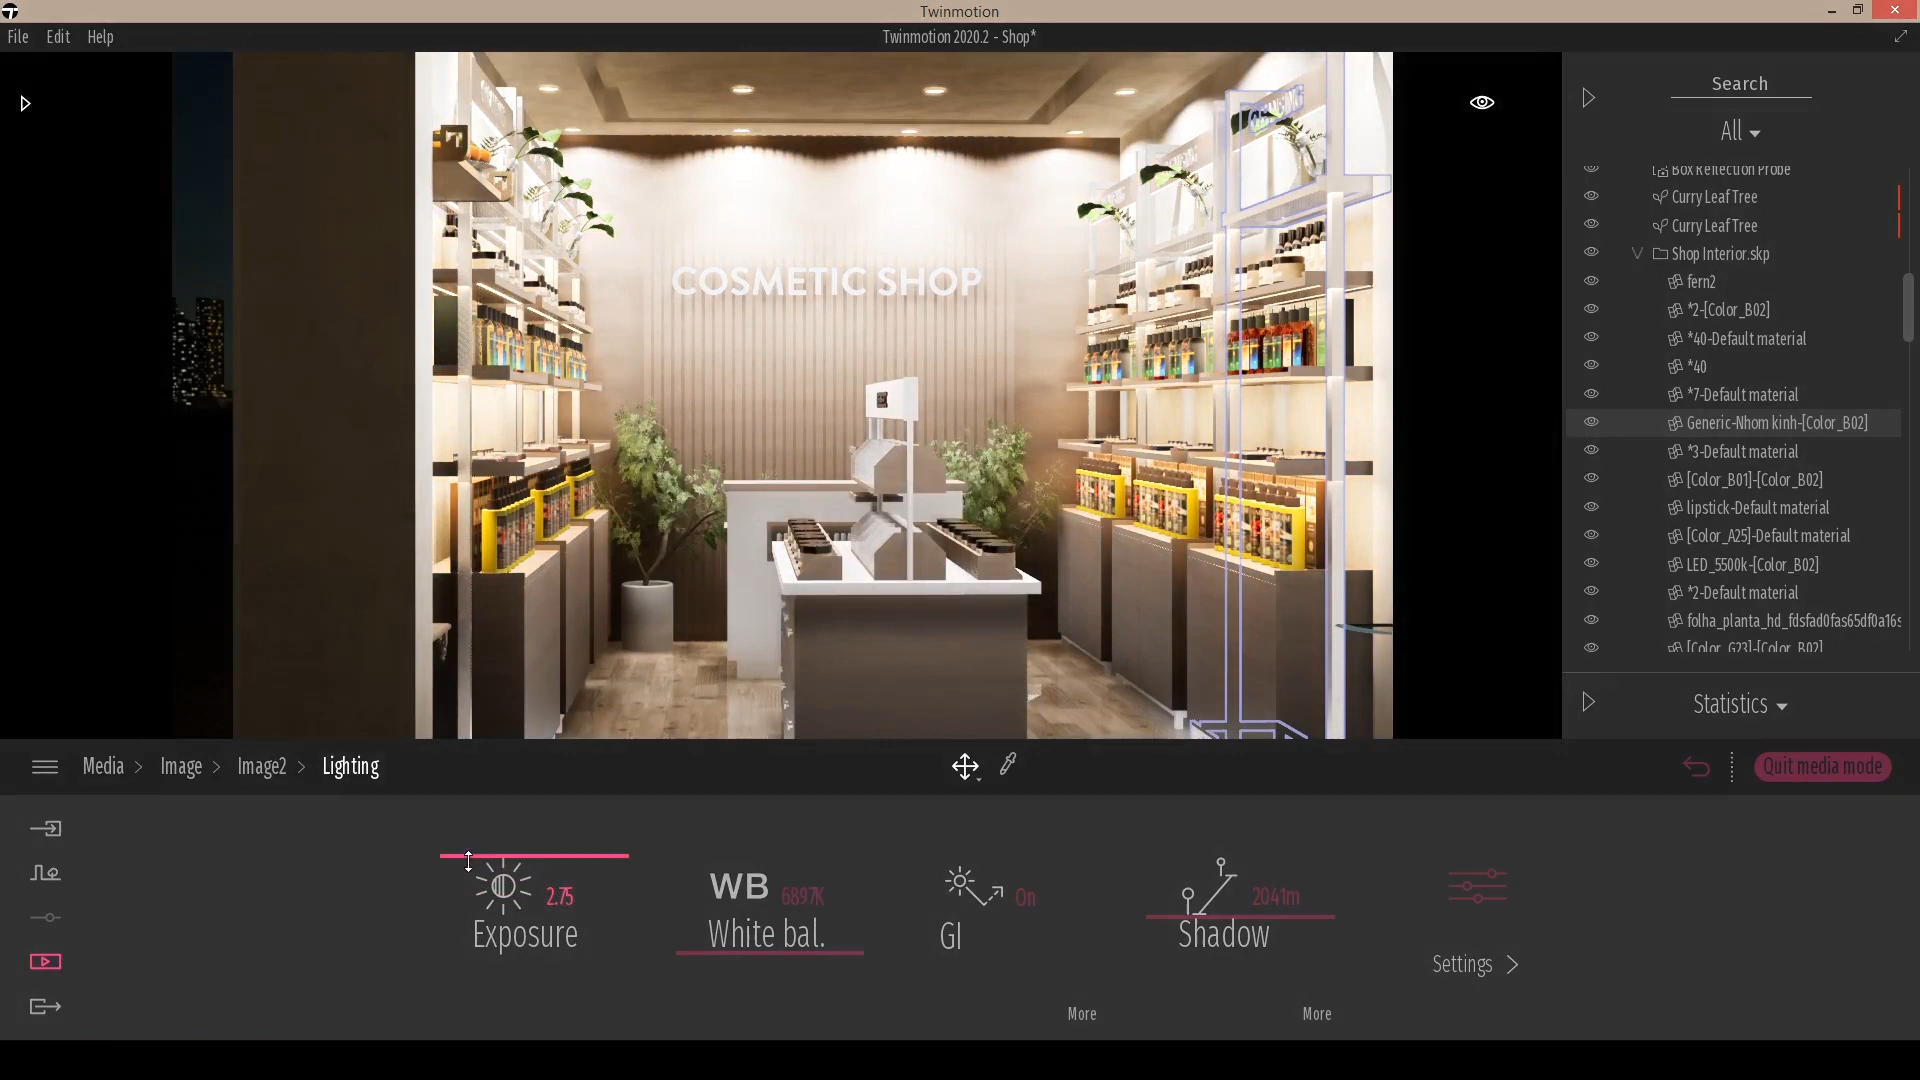 Twinmotion
File Edit Help
Twinmotion 2020.2 - Shop*
COSMETIC SHOP
Search
All
Box Reflection Probe
Curry Leaf Tree
Curry Leaf Tree
Shop Interior.skp
fern2
*2-[Color_B02]
*40-Default material
*40
*7-Default material
Generic-Nhom kinh-[Color_B02]
*3-Default material
[Color_B01]-[Color_B02]
lipstick-Default material
[Color_A25]-Default material
LED_5500k-[Color_B02]
*2-Default material
folha_planta_hd_fdsfad0fas65df0a16s
[Color_G23]-[Color_B02]
Statistics
Media > Image > Image2 > Lighting
Quit media mode
2.75
Exposure
WB 6897K
White bal.
On
GI
More
2041m
Shadow
More
Settings